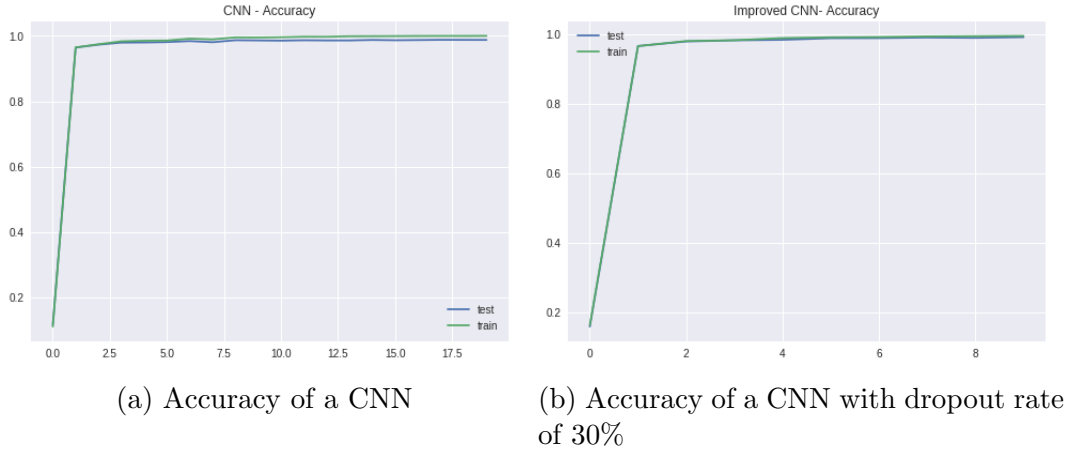 CNN - Accuracy
1.0
0.8
0.6
0.4
0.2
test
train
0.0 2.5 5.0 7.5 10.0 12.5 15.0 17.5
(a) Accuracy of a CNN
Improved CNN- Accuracy
1.0
test
train
0.8
0.6
0.4
0.2
0 2 4 6 8
(b) Accuracy of a CNN with dropout rate
of 30%